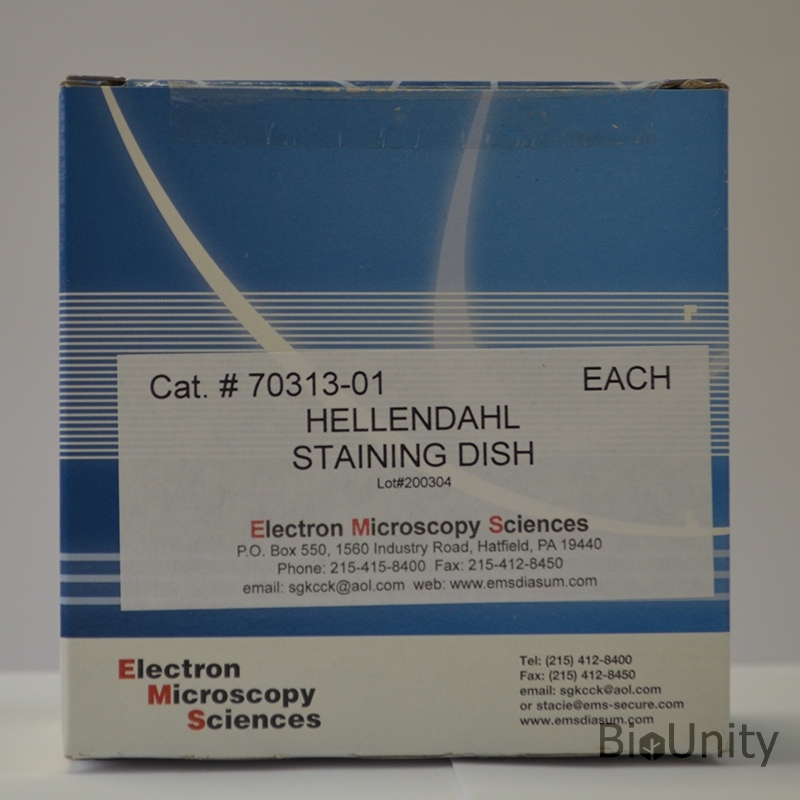 Cat. # 70313-01 EACH
HELLENDAHL
STAINING DISH
Lot#200304
Electron Microscopy Sciences
P.O. Box 550, 1560 Industry Road, Hatfield, PA 19440
Phone: 215-415-8400 Fax: 215-412-8450
email: sgkcck@aol.com web: www.emsdiasum.com
Electron
Microscopy
Sciences
Tel: (215) 412-8400
Fax: (215) 412-8450
email: sgkcck@aol.com
or stacie@ems-secure.com
www.emsdiasum.com
BioUnity